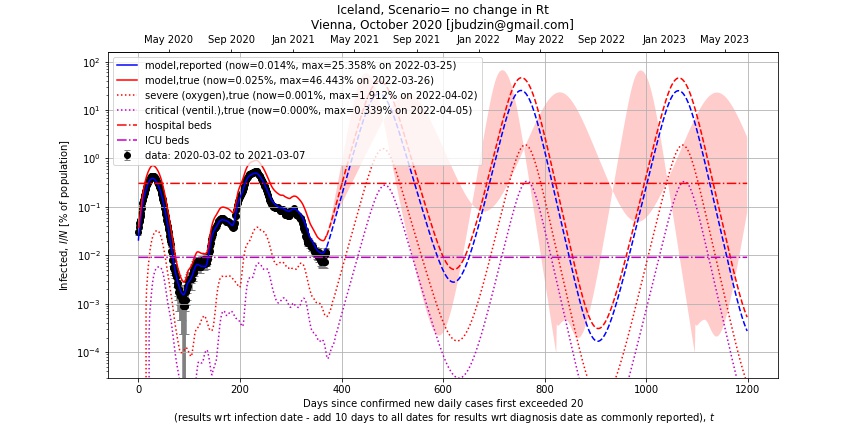 Iceland, Scenario= no change in Rt
Vienna, October 2020 [jbudzin@gmail.com]
May 2020 Sep 2020 Jan 2021 May 2021 Sep 2021 Jan 2022 May 2022 Sep 2022 Jan 2023 May 2023
model,reported (now=0.014%, max=25.358% on 2022-03-25)
model,true (now=0.025%, max=46.443% on 2022-03-26)
severe (oxygen),true (now=0.001%, max=1.912% on 2022-04-02)
critical (ventil.),true (now=0.000%, max=0.339% on 2022-04-05)
hospital beds
ICU beds
data: 2020-03-02 to 2021-03-07
Infected, I/N [% of population]
10²
10¹
10⁰
10⁻¹
10⁻²
10⁻³
10⁻⁴
0 200 400 600 800 1000 1200
Days since confirmed new daily cases first exceeded 20
(results wrt infection date - add 10 days to all dates for results wrt diagnosis date as commonly reported), t